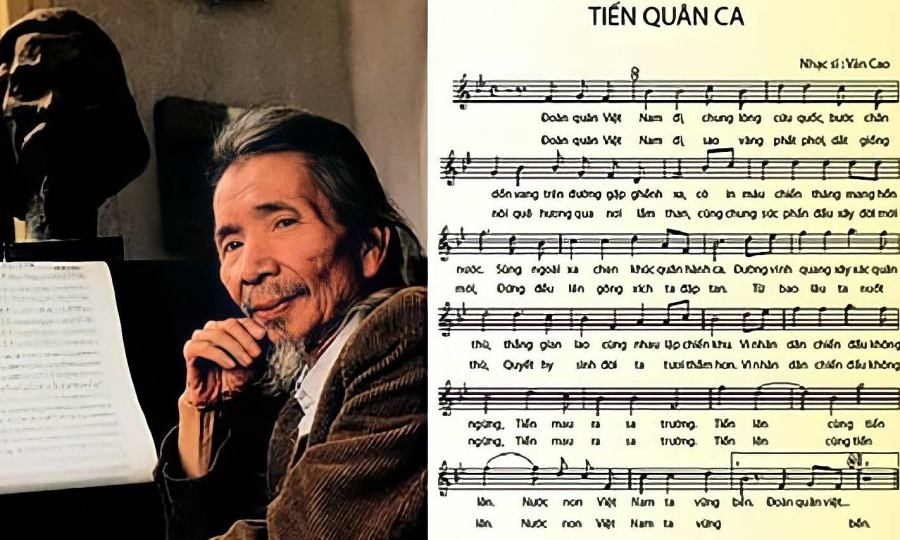 TIẾN QUÂN CA
Nhạc sĩ : Văn Cao
Đoàn quân Việt Nam đi, chung lòng cứu quốc, bước chân
Đoàn quân Việt Nam đi, sao vàng phất phới, dắt giống
dồn vang trên đường gập ghềnh xa, cờ in máu chiến thắng mang hồn
nòi quê hương qua nơi lầm than, cùng chung sức phấn đấu xây đời mới
nước. Súng ngoài xa chen khúc quân hành ca. Đường vinh quang xây xác quân
mới, Đứng đều lên gông xích ta đập tan. Từ bao lâu ta nuốt
thù, thắng gian lao cùng nhau lập chiến khu. Vì nhân dân chiến đấu không
thù, Quyết hy sinh đời ta tươi thắm hơn. Vì nhân dân chiến đấu không
ngừng, Tiến mau ra sa trường. Tiến lên cùng tiến
ngừng, Tiến mau ra sa trường. Tiến lên cùng tiến
lên. Nước non Việt Nam ta vững bền. Đoàn quân việt...
lên. Nước non Việt Nam ta vững bền.